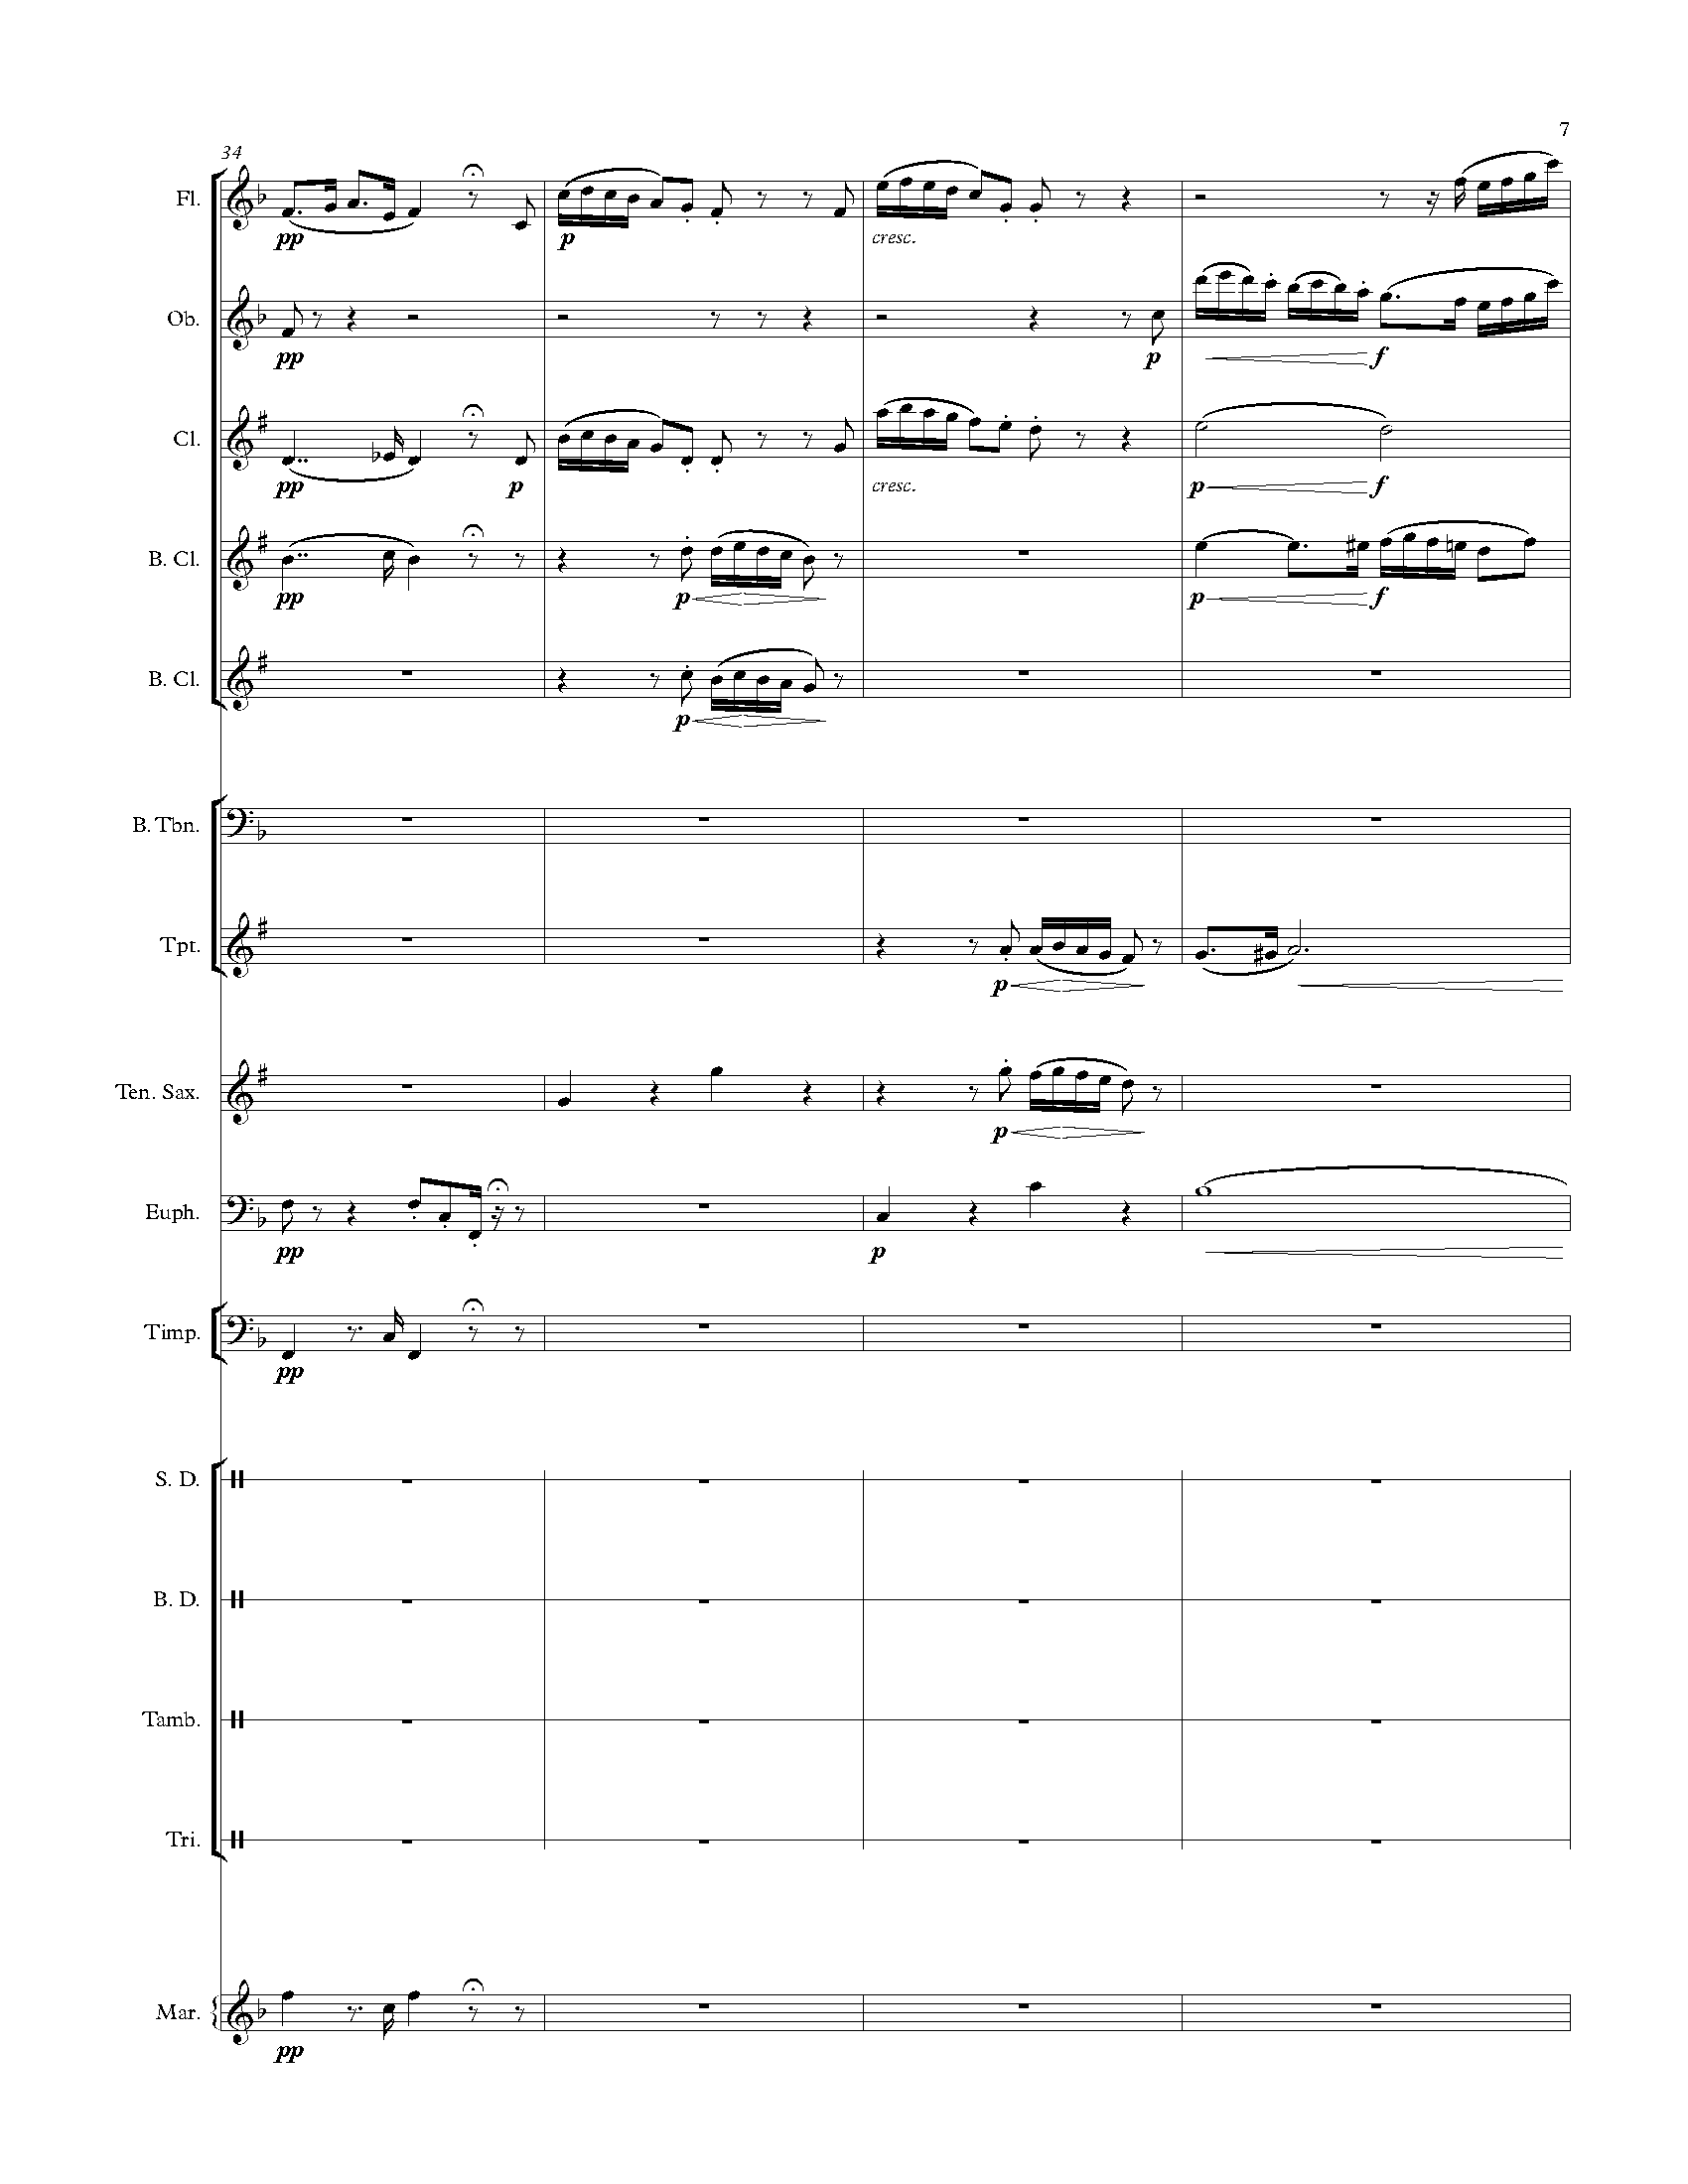 7
34
Fl.
pp
p
cresc.
Ob.
pp
p
f
Cl.
pp
p
cresc.
p
f
B. Cl.
pp
p
p
f
B. Cl.
p
B. Tbn.
Tpt.
p
Ten. Sax.
p
Euph.
pp
p
Timp.
pp
S. D.
B. D.
Tamb.
Tri.
Mar.
pp